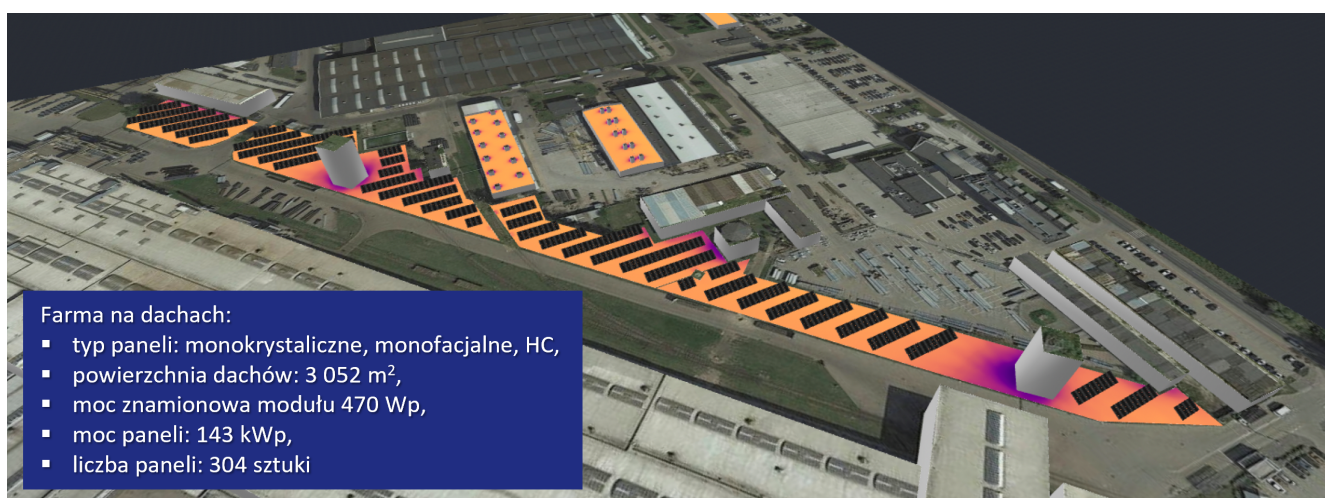 Farma na dachach:
▪ typ paneli: monokrystaliczne, monofacjalne, HC,
▪ powierzchnia dachów: 3 052 m²,
▪ moc znamionowa modułu 470 Wp,
▪ moc paneli: 143 kWp,
▪ liczba paneli: 304 sztuki